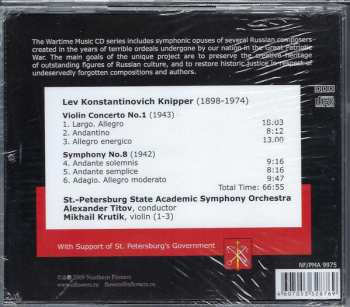 The Wartime Music CD series includes symphonic opuses of several Russian composers
created in the years of terrible ordeals undergone by our nation in the Great Patriotic
War. The main goals of the unique project are to preserve the creative heritage
of outstanding figures of Russian culture, and to restore historic justice in respect of
undeservedly forgotten compositions and authors.
Lev Konstantinovich Knipper (1898-1974)
Violin Concerto No.1 (1943)
1. Largo. Allegro 18:03
2. Andantino 8:12
3. Allegro energico 13.00
Symphony No.8 (1942)
4. Andante solemnis 9:16
5. Andante semplice 8:16
6. Adagio. Allegro moderato 9:47
Total Time: 66:55
St.-Petersburg State Academic Symphony Orchestra
Alexander Titov, conductor
Mikhail Krutik, violin (1-3)
With Support of St. Petersburg's Government
NF/PMA 9975
2009 Northern Flowers